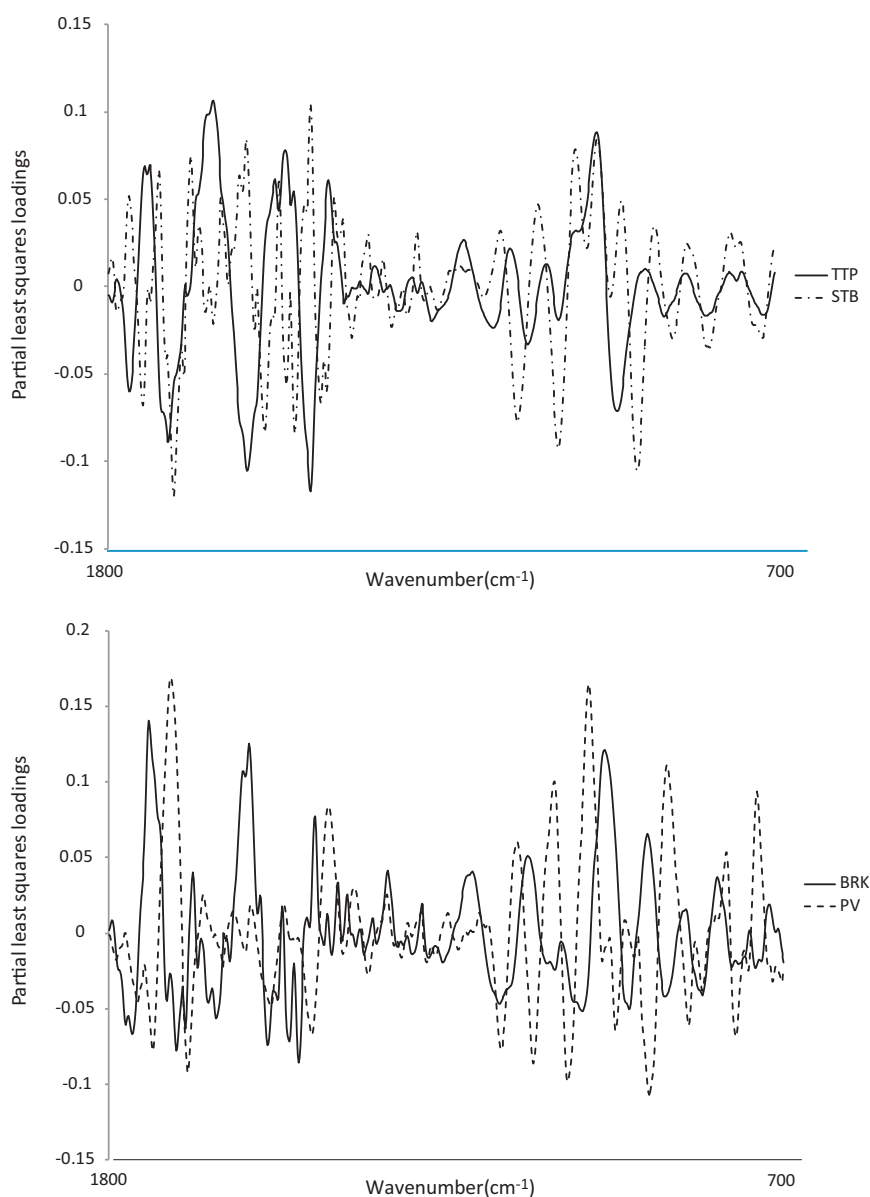 0.15
0.1
0.05
0
-0.05
-0.1
-0.15
Partial least squares loadings
1800
Wavenumber(cm-1)
700
TTP
STB
0.2
0.15
0.1
0.05
0
-0.05
-0.1
-0.15
Partial least squares loadings
1800
Wavenumber(cm-1)
700
BRK
PV